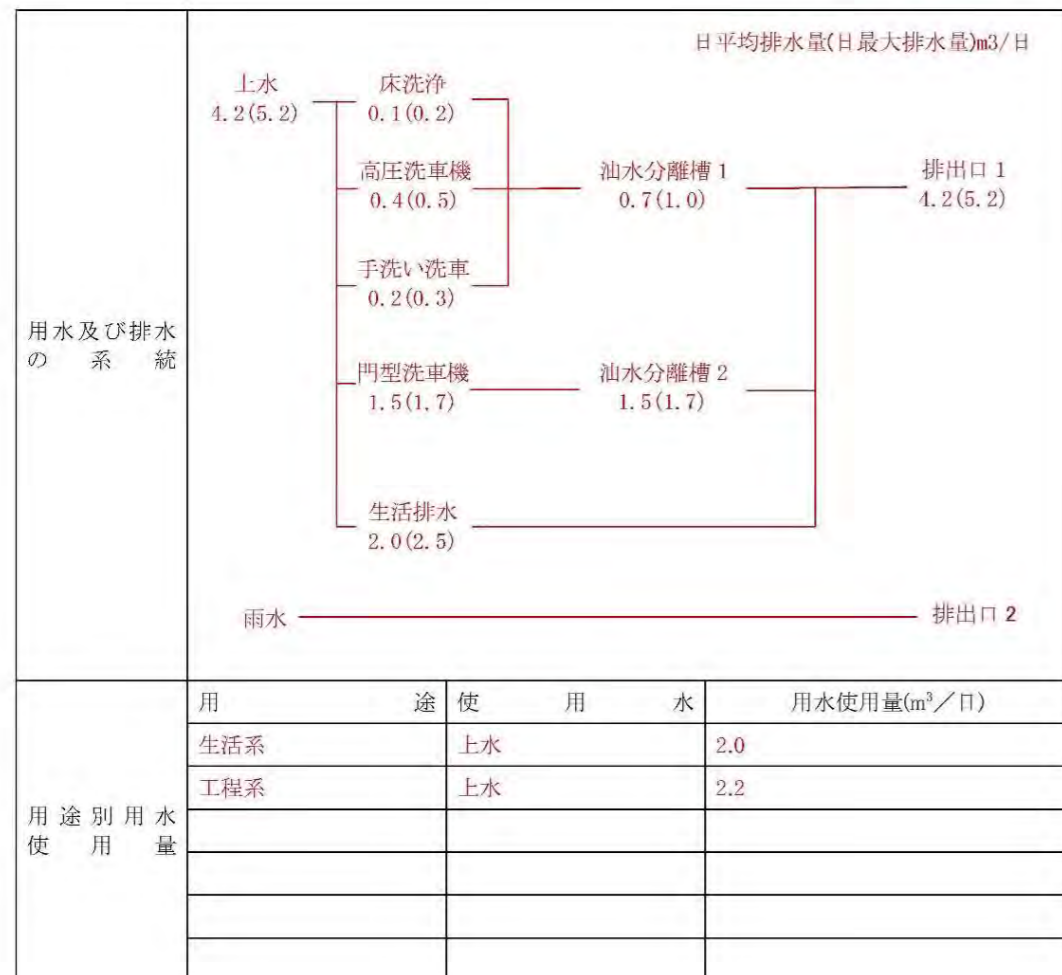 日平均排水量(日最大排水量)m3/日
上水
4.2(5.2)
床洗浄
0.1(0.2)
高圧洗車機
0.4(0.5)
油水分離槽 1
0.7(1.0)
排出口 1
4.2(5.2)
手洗い洗車
0.2(0.3)
用水及び排水
の系統
門型洗車機
1.5(1.7)
油水分離槽 2
1.5(1.7)
生活排水
2.0(2.5)
雨水
排出口 2
用途 使用水 用水使用量(m³／日)
生活系 上水 2.0
工程系 上水 2.2
用途別用水
使用量